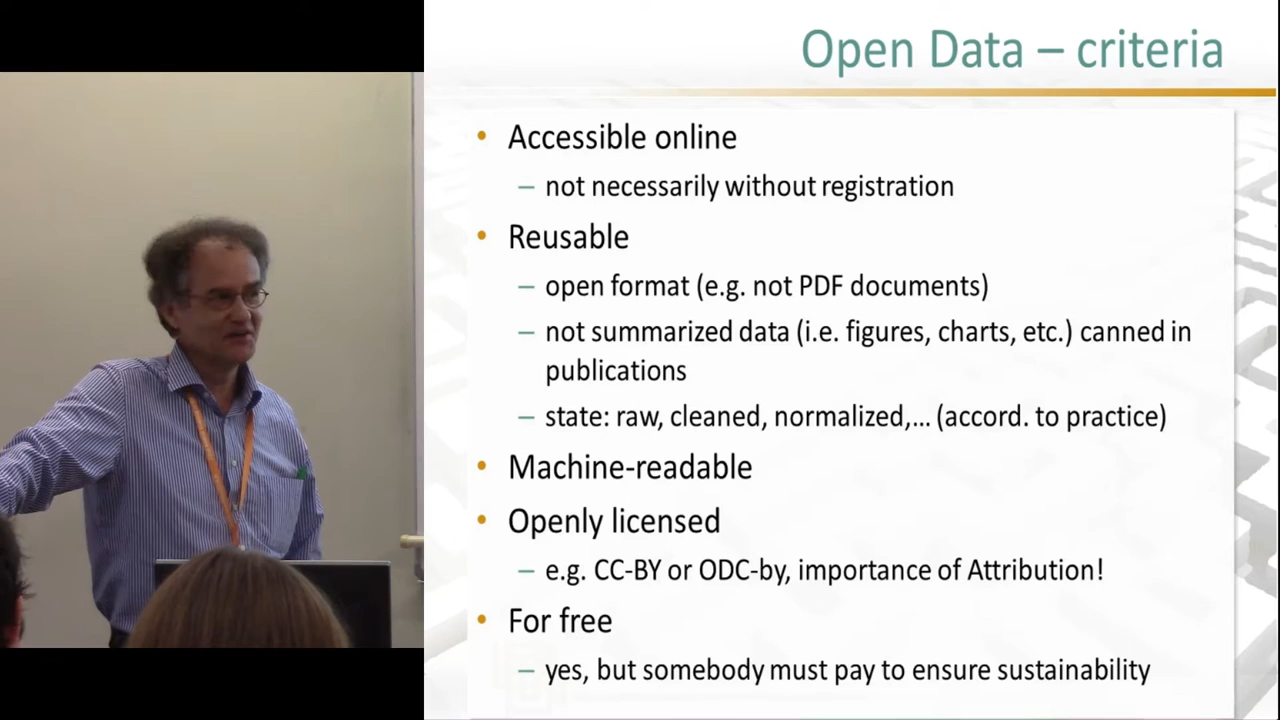 Open Data – criteria
• Accessible online
– not necessarily without registration
• Reusable
– open format (e.g. not PDF documents)
– not summarized data (i.e. figures, charts, etc.) canned in
publications
– state: raw, cleaned, normalized,... (accord. to practice)
• Machine-readable
• Openly licensed
– e.g. CC-BY or ODC-by, importance of Attribution!
• For free
– yes, but somebody must pay to ensure sustainability